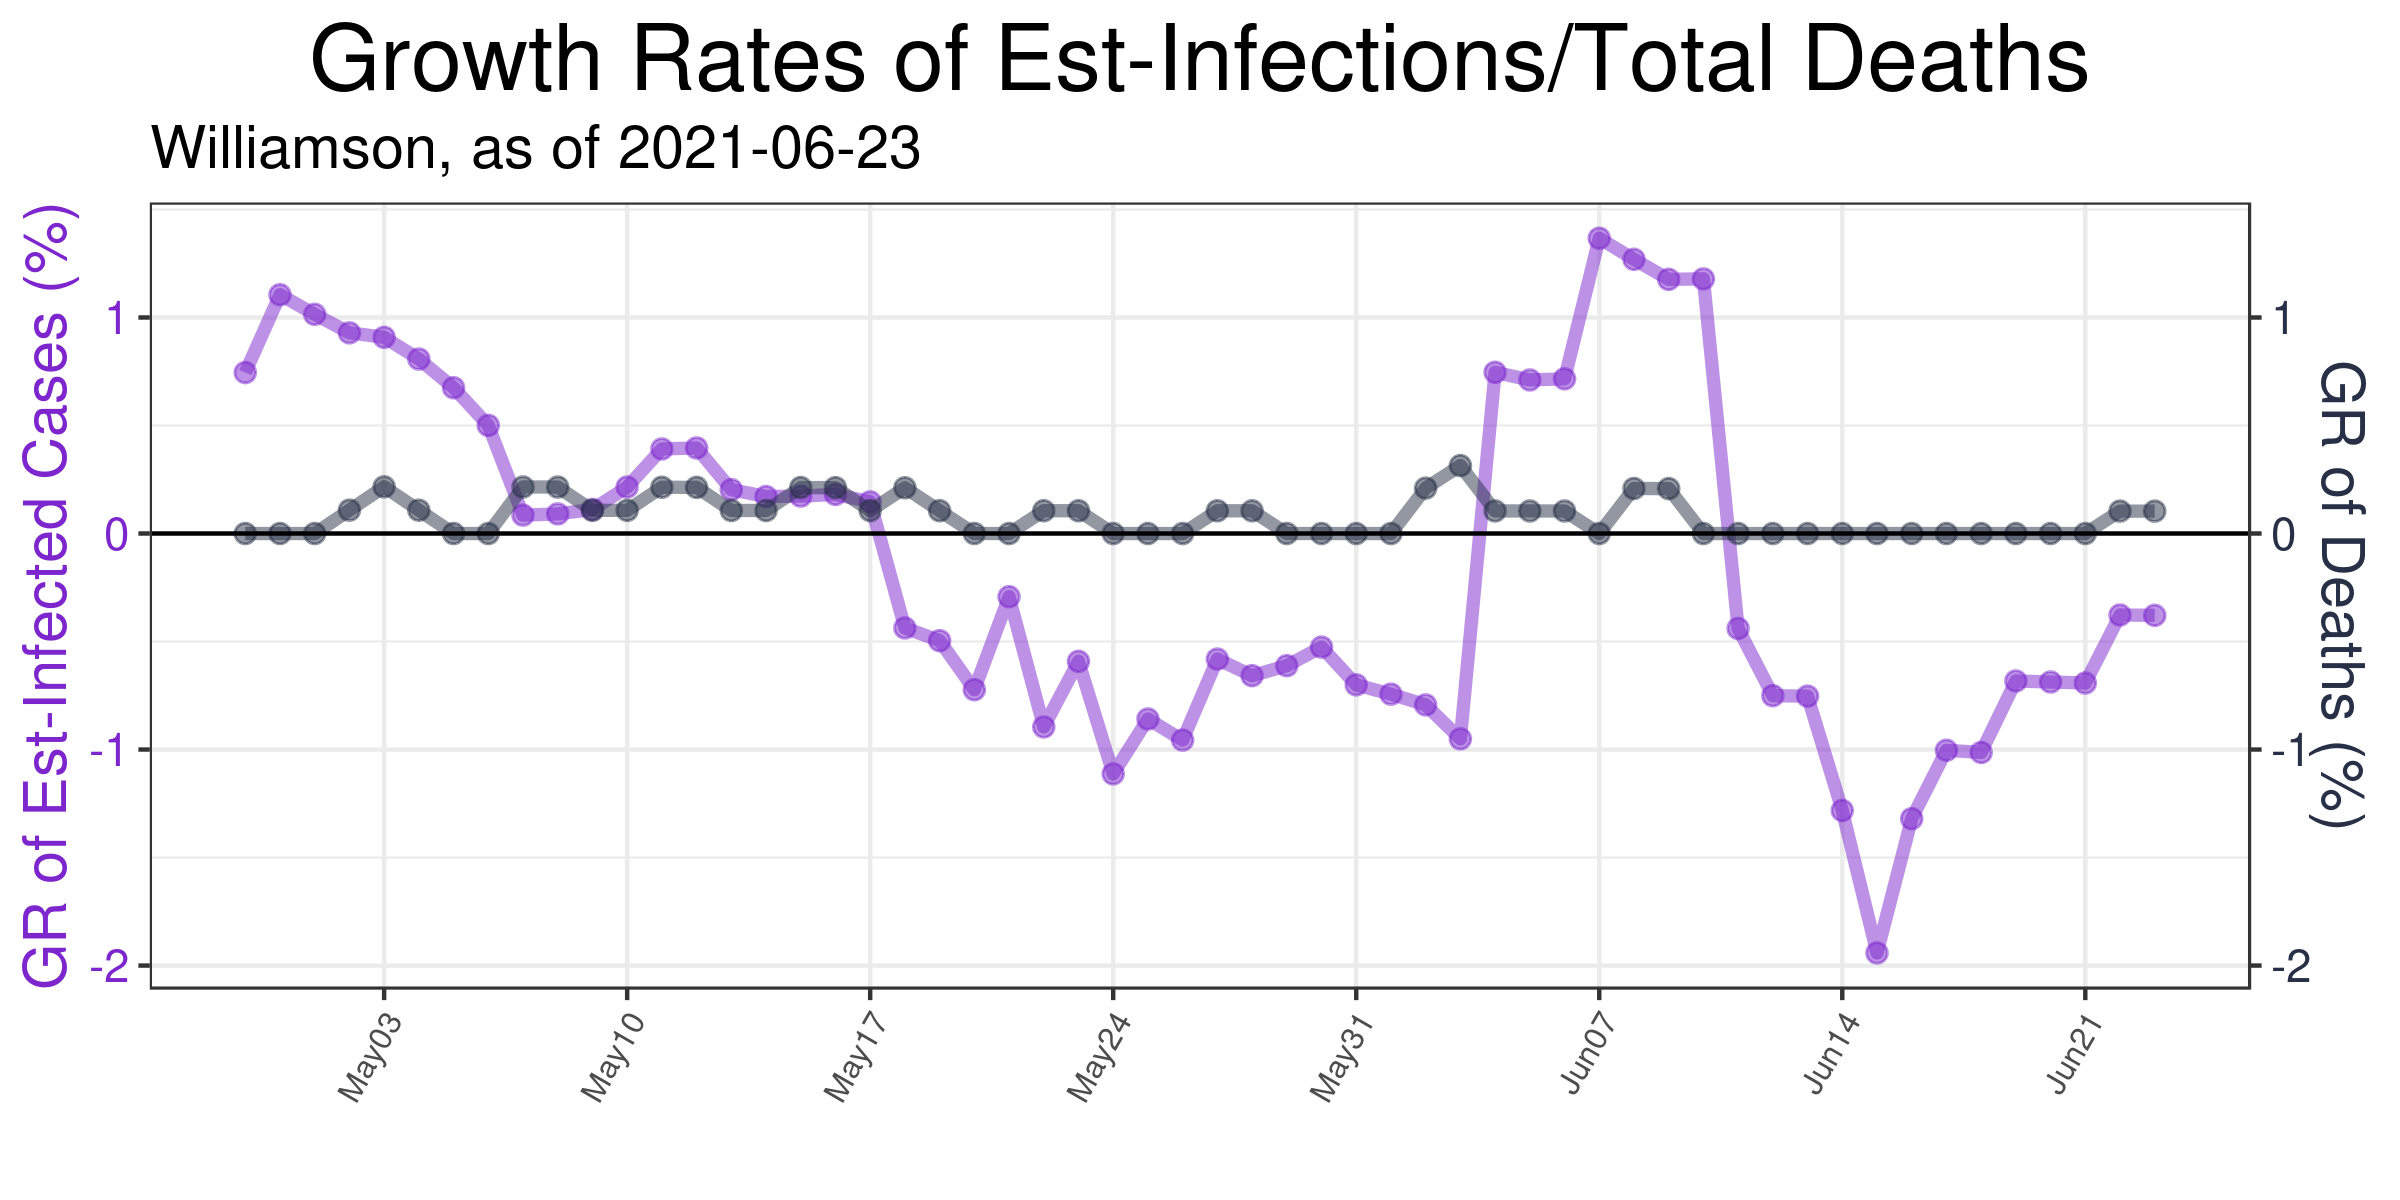 Growth Rates of Est-Infections/Total Deaths
Williamson, as of 2021-06-23
GR of Est-Infected Cases (%)
1
0
-1
-2
1
0
-1
-2
GR of Deaths (%)
May03
May10
May17
May24
May31
Jun07
Jun14
Jun21